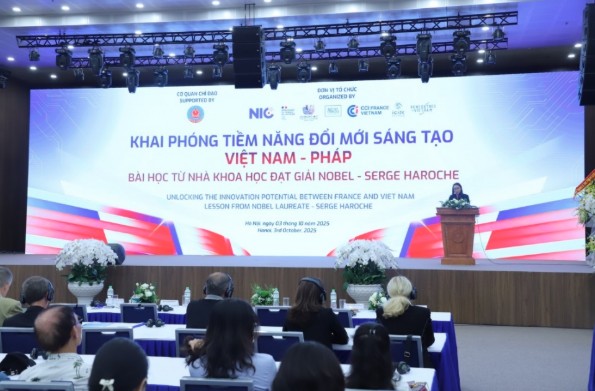 CƠ QUAN CHỈ ĐẠO
SUPPORTED BY
ĐƠN VỊ TỔ CHỨC
ORGANIZED BY
NIC
CCI FRANCE
VIETNAM
KHAI PHÓNG TIỀM NĂNG ĐỔI MỚI SÁNG TẠO
VIỆT NAM - PHÁP
BÀI HỌC TỪ NHÀ KHOA HỌC ĐẠT GIẢI NOBEL - SERGE HAROCHE
UNLOCKING THE INNOVATION POTENTIAL BETWEEN FRANCE AND VIET NAM
LESSON FROM NOBEL LAUREATE - SERGE HAROCHE
Hà Nội, ngày 03 tháng 10 năm 2025
Hanoi, 3rd October, 2025